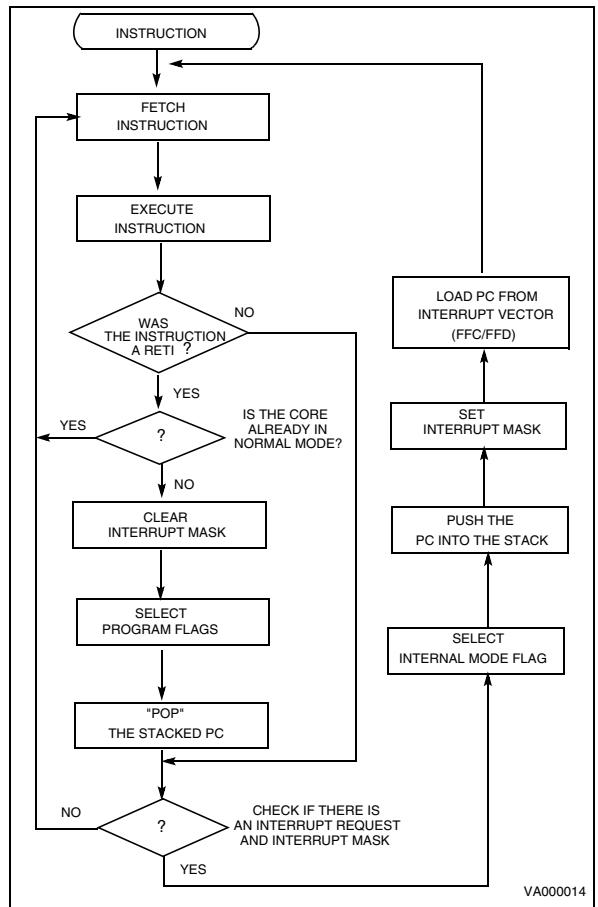 INSTRUCTION
FETCH
INSTRUCTION
EXECUTE
INSTRUCTION
WAS
THE INSTRUCTION
A RETI ?
NO
YES
?
IS THE CORE
ALREADY IN
NORMAL MODE?
YES
NO
CLEAR
INTERRUPT MASK
SELECT
PROGRAM FLAGS
"POP"
THE STACKED PC
?
CHECK IF THERE IS
AN INTERRUPT REQUEST
AND INTERRUPT MASK
NO
YES
SELECT
INTERNAL MODE FLAG
PUSH THE
PC INTO THE STACK
SET
INTERRUPT MASK
LOAD PC FROM
INTERRUPT VECTOR
(FFC/FFD)
VA000014